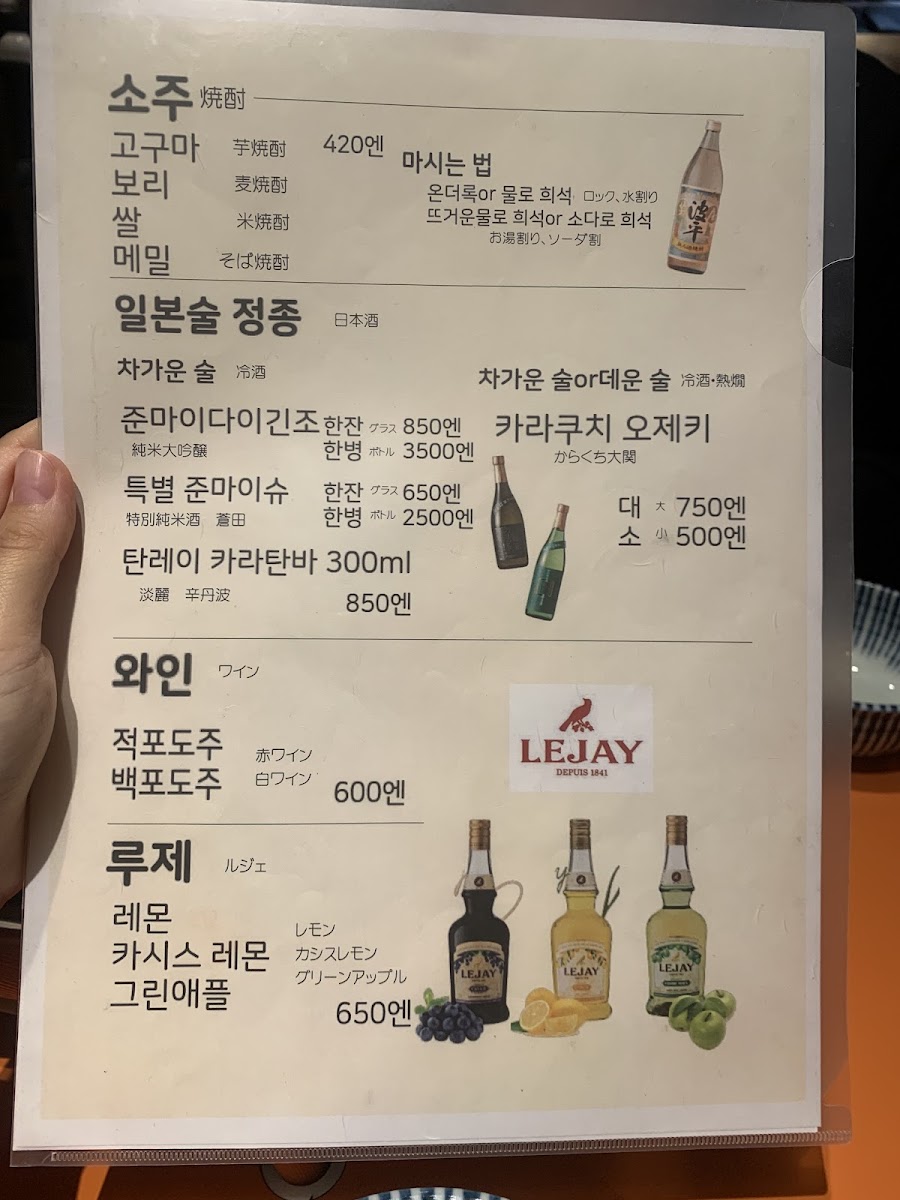 소주 焼酎
고구마 芋焼酎 420엔
보리 麦焼酎
쌀 米焼酎
메밀 そば焼酎
마시는 법
온더록or 물로 희석 ロック、水割り
뜨거운물로 희석or 소다로 희석
お湯割り、ソーダ割
波平
일본술 정종 日本酒
차가운 술 冷酒
준마이다이긴조 한잔 グラス 850엔
純米大吟醸 한병 ボトル 3500엔
특별 준마이슈 한잔 グラス 650엔
特別純米酒 蒼田 한병 ボトル 2500엔
탄레이 카라탄바 300ml
淡麗 辛丹波 850엔
차가운 술or데운 술 冷酒・熱燗
카라쿠치 오제키
からくち大関
대 大 750엔
소 小 500엔
와인 ワイン
적포도주 赤ワイン
백포도주 白ワイン 600엔
LEJAY
DEPUIS 1841
루제 ルジェ
레몬 レモン
카시스 레몬 カシスレモン
그린애플 グリーンアップル
650엔
LEJAY
LEJAY
LEJAY